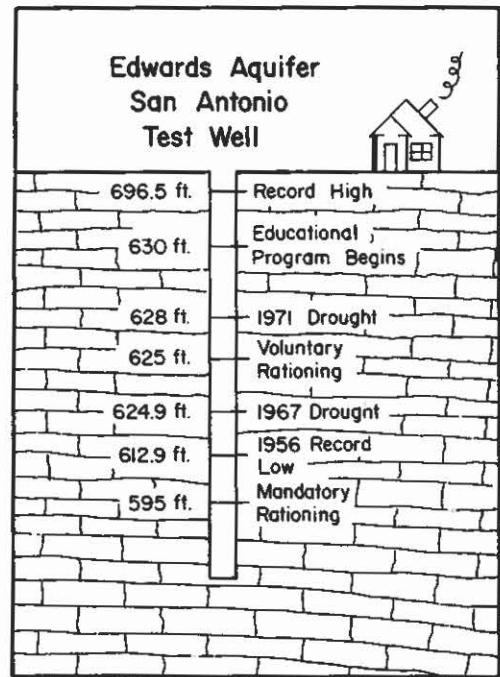 Edwards Aquifer
San Antonio
Test Well
696.5 ft. Record High
630 ft. Educational
Program Begins
628 ft. 1971 Drought
625 ft. Voluntary
Rationing
624.9 ft. 1967 Drought
612.9 ft. 1956 Record
Low
595 ft. Mandatory
Rationing